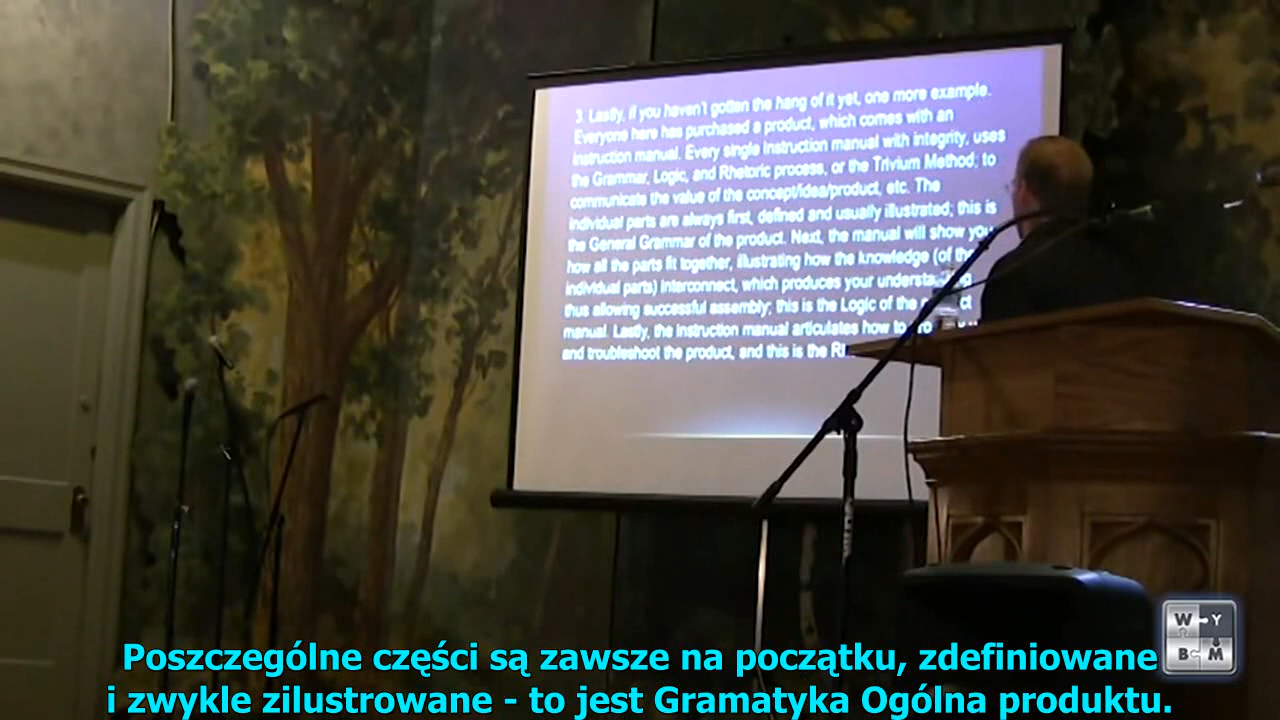 3. Lastly, if you haven't gotten the hang of it yet, one more example.
Everyone here has purchased a product, which comes with an
instruction manual. Every single instruction manual with integrity, uses
the Grammar, Logic, and Rhetoric process, or the Trivium Method; to
communicate the value of the concept/idea/product, etc. The
individual parts are always first, defined and usually illustrated; this is
the General Grammar of the product. Next, the manual will show you
how all the parts fit together, illustrating how the knowledge (of the
individual parts) interconnect, which produces your
thus allowing successful assembly; this is the Logic of the
manual. Lastly, the instruction manual articulates how to
and troubleshoot the product, and this is the
Poszczególne części są zawsze na początku, zdefiniowane
i zwykle zilustrowane - to jest Gramatyka Ogólna produktu.
W Y
B M